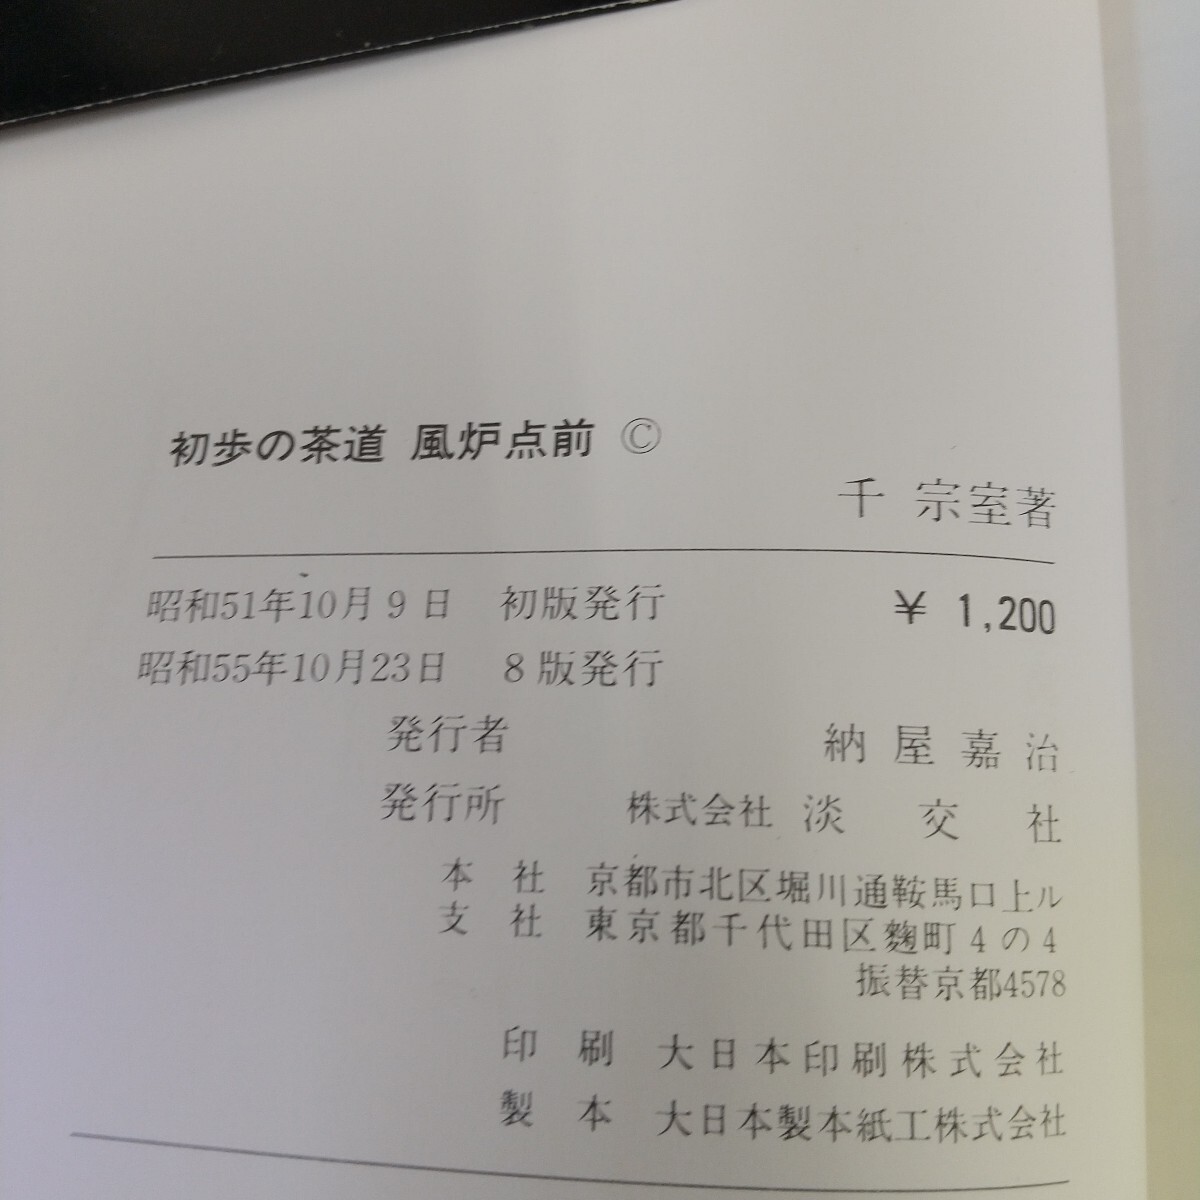 初歩の茶道 風炉点前 ©
千 宗室著
昭和51年10月9日 初版発行 ¥ 1,200
昭和55年10月23日 8版発行
発行者 納屋嘉治
発行所 株式会社 淡交社
本社 京都市北区堀川通鞍馬口上ル
支社 東京都千代田区麴町4の4
振替京都4578
印刷 大日本印刷株式会社
製本 大日本製本紙工株式会社